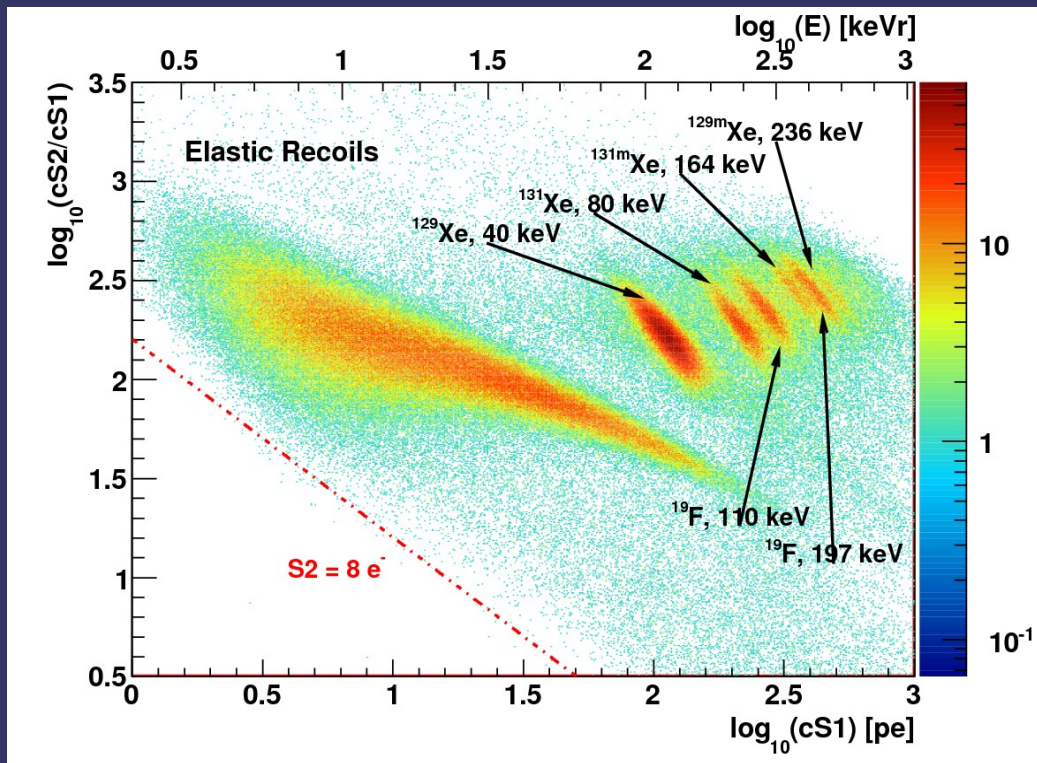 log10(E) [keVr]
0.5 1 1.5 2 2.5 3
3.5
3
2.5
2
1.5
1
0.5
log10(cS2/cS1)
Elastic Recoils
129mXe, 236 keV
131mXe, 164 keV
131Xe, 80 keV
129Xe, 40 keV
19F, 110 keV
19F, 197 keV
S2 = 8 e-
0 0.5 1 1.5 2 2.5 3
log10(cS1) [pe]
10
1
10-1